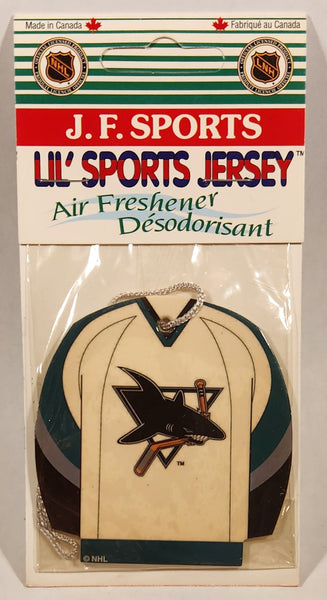 Made in Canada
Fabriqué au Canada
NHL
NHL
J. F. SPORTS
LIL' SPORTS JERSEY™
Air Freshener
Désodorisant
TM
© NHL